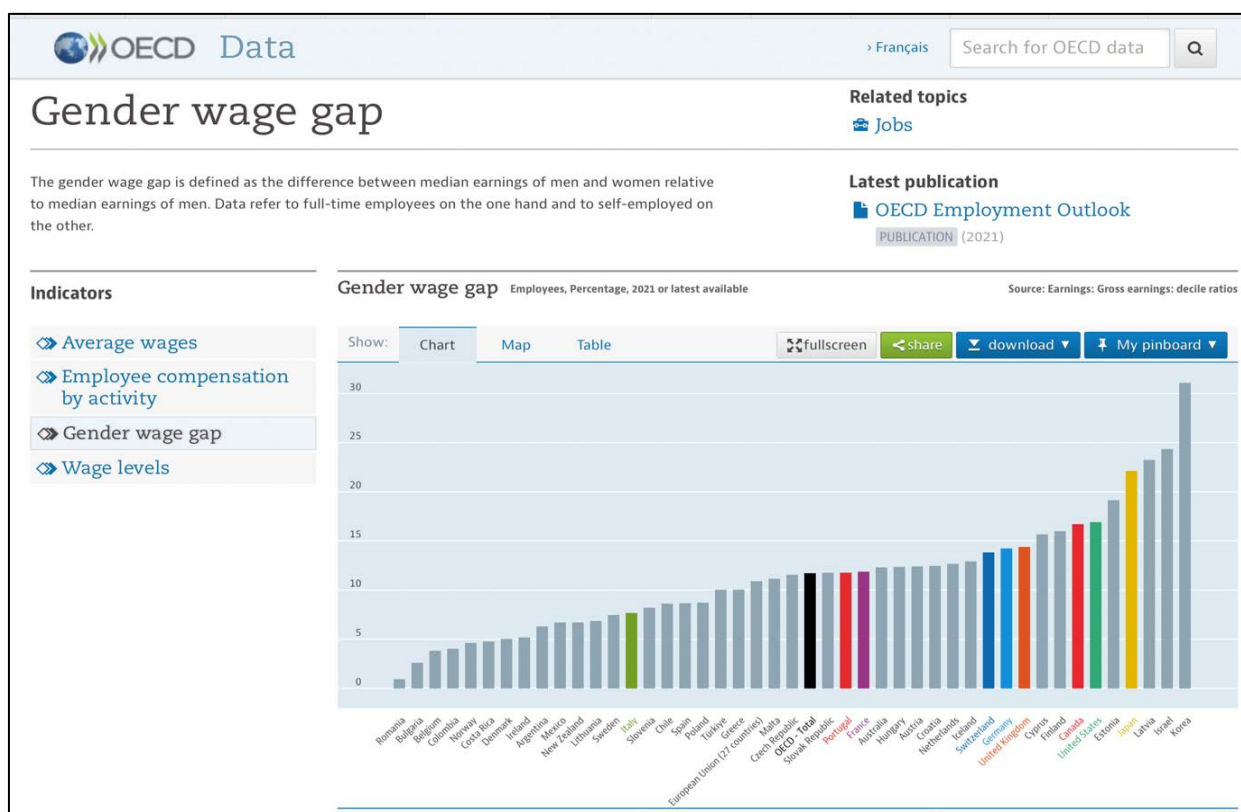 OECD Data
› Français
Search for OECD data
Gender wage gap
Related topics
Jobs
The gender wage gap is defined as the difference between median earnings of men and women relative
to median earnings of men. Data refer to full-time employees on the one hand and to self-employed on
the other.
Latest publication
OECD Employment Outlook
PUBLICATION (2021)
Indicators
Average wages
Employee compensation
by activity
Gender wage gap
Wage levels
Gender wage gap Employees, Percentage, 2021 or latest available
Source: Earnings: Gross earnings: decile ratios
Show: Chart Map Table
fullscreen share download ▼ My pinboard ▼
30
25
20
15
10
5
0
Romania
Bulgaria
Belgium
Colombia
Norway
Costa Rica
Denmark
Ireland
Argentina
Mexico
New Zealand
Lithuania
Sweden
Italy
Slovenia
Chile
Spain
Poland
Türkiye
Greece
European Union (27 countries)
Malta
Czech Republic
OECD - Total
Slovak Republic
Portugal
France
Australia
Hungary
Austria
Croatia
Netherlands
Iceland
Switzerland
Germany
United Kingdom
Cyprus
Finland
Canada
United States
Estonia
Japan
Latvia
Israel
Korea